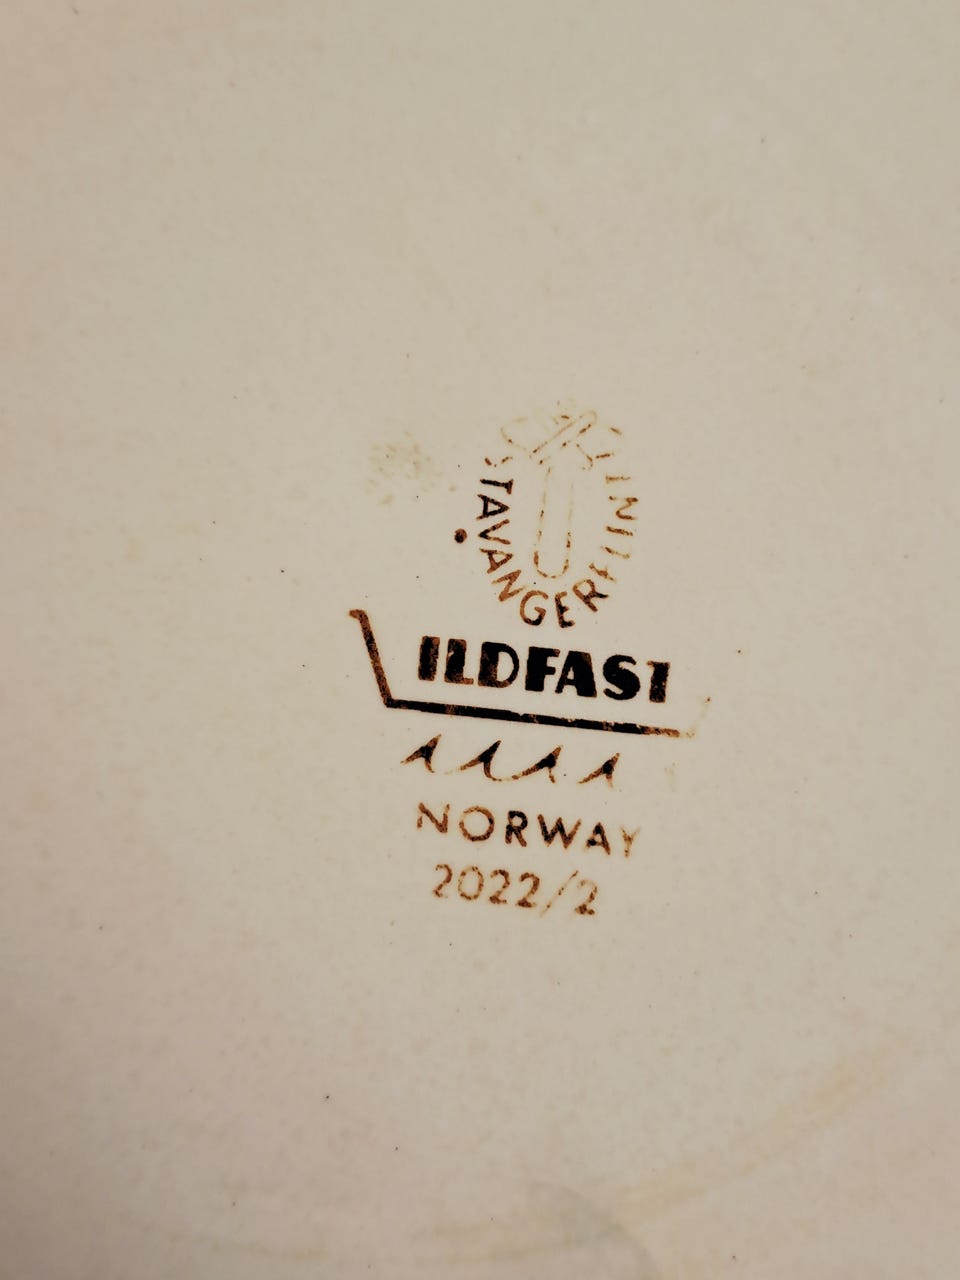 STAVANGERFLINT
ILDFAST
NORWAY
2022/2